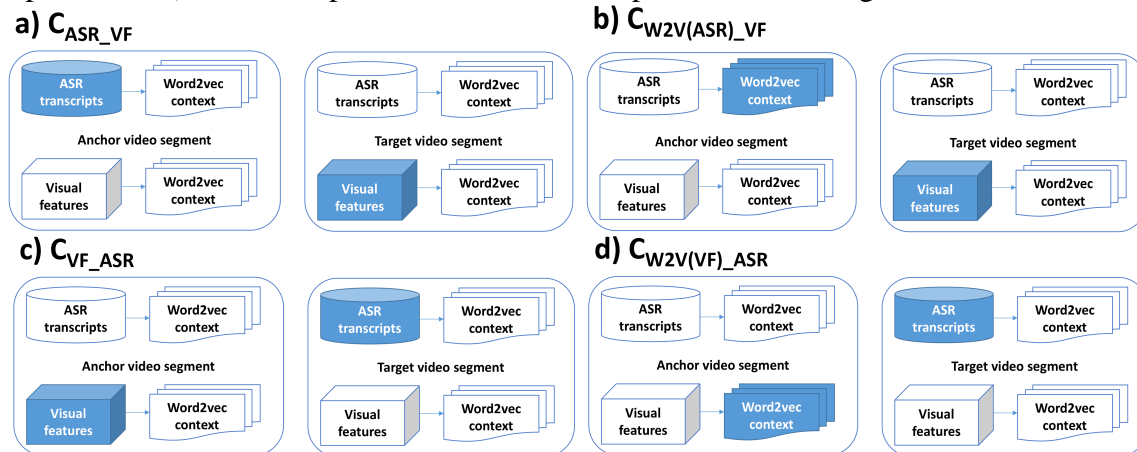 a) C_ASR_VF
b) C_W2V(ASR)_VF
ASR
transcripts
Word2vec
context
Anchor video segment
Visual
features
Word2vec
context
ASR
transcripts
Word2vec
context
Target video segment
Visual
features
Word2vec
context
ASR
transcripts
Word2vec
context
Anchor video segment
Visual
features
Word2vec
context
ASR
transcripts
Word2vec
context
Target video segment
Visual
features
Word2vec
context
c) C_VF_ASR
d) C_W2V(VF)_ASR
ASR
transcripts
Word2vec
context
Anchor video segment
Visual
features
Word2vec
context
ASR
transcripts
Word2vec
context
Target video segment
Visual
features
Word2vec
context
ASR
transcripts
Word2vec
context
Anchor video segment
Visual
features
Word2vec
context
ASR
transcripts
Word2vec
context
Target video segment
Visual
features
Word2vec
context